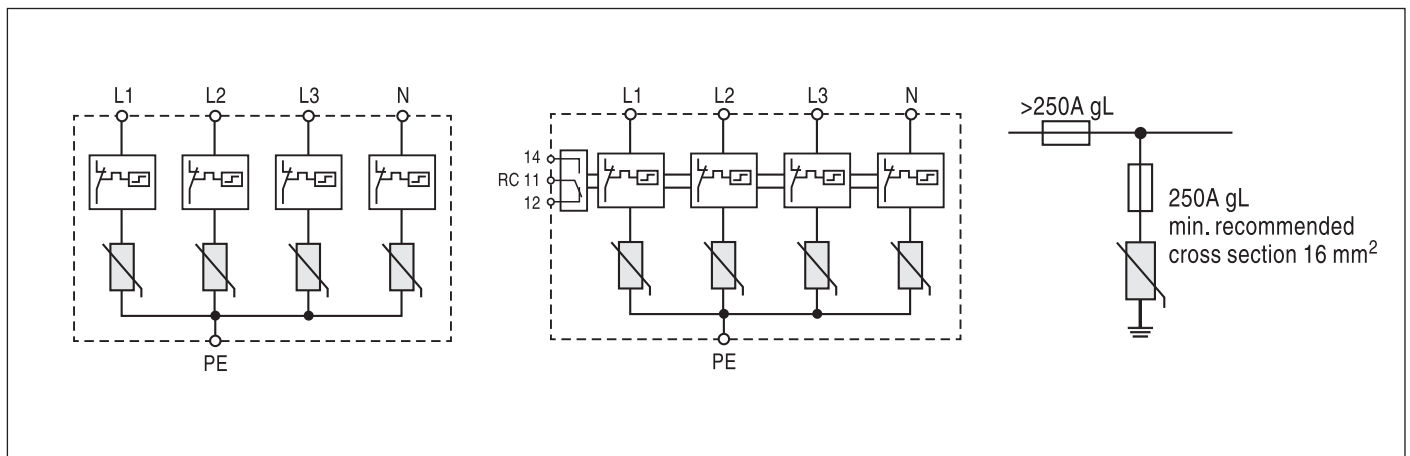 L1 L2 L3 N
PE
L1 L2 L3 N
14
RC 11
12
PE
>250A gL
250A gL
min. recommended
cross section 16 mm²